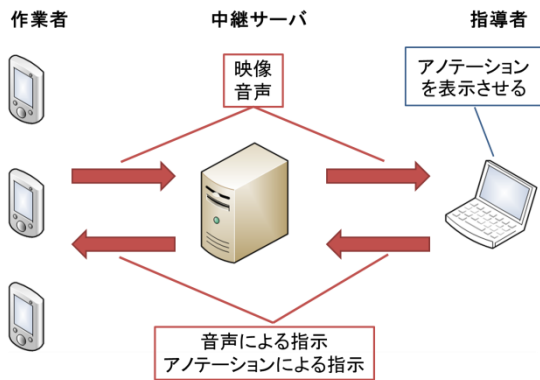 作業者
中継サーバ
指導者
映像
音声
アノテーション
を表示させる
音声による指示
アノテーションによる指示